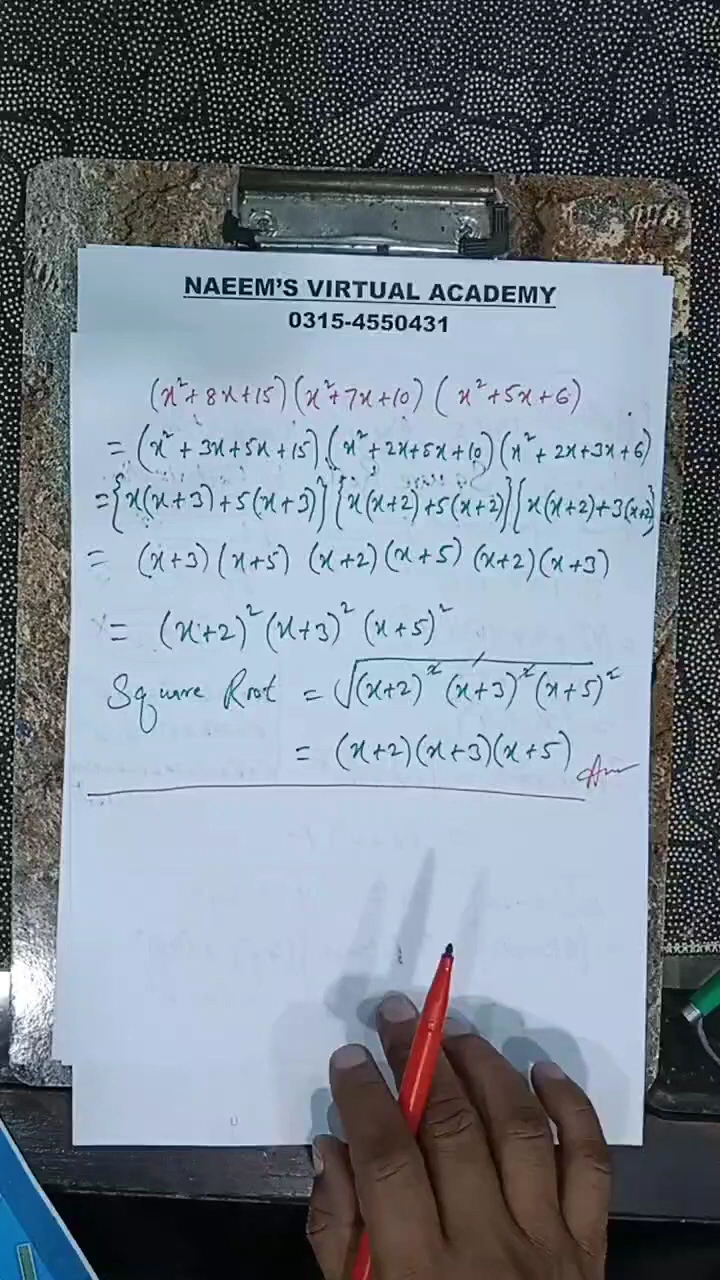 NAEEM'S VIRTUAL ACADEMY
0315-4550431
(x²+8x+15)(x²+7x+10)(x²+5x+6)
=(x²+3x+5x+15)(x²+2x+5x+10)(x²+2x+3x+6)
={x(x+3)+5(x+3)}{x(x+2)+5(x+2)}{x(x+2)+3(x+2)}
= (x+3)(x+5)(x+2)(x+5)(x+2)(x+3)
= (x+2)²(x+3)²(x+5)²
Square Root = √(x+2)²(x+3)²(x+5)²
= (x+2)(x+3)(x+5) Ans